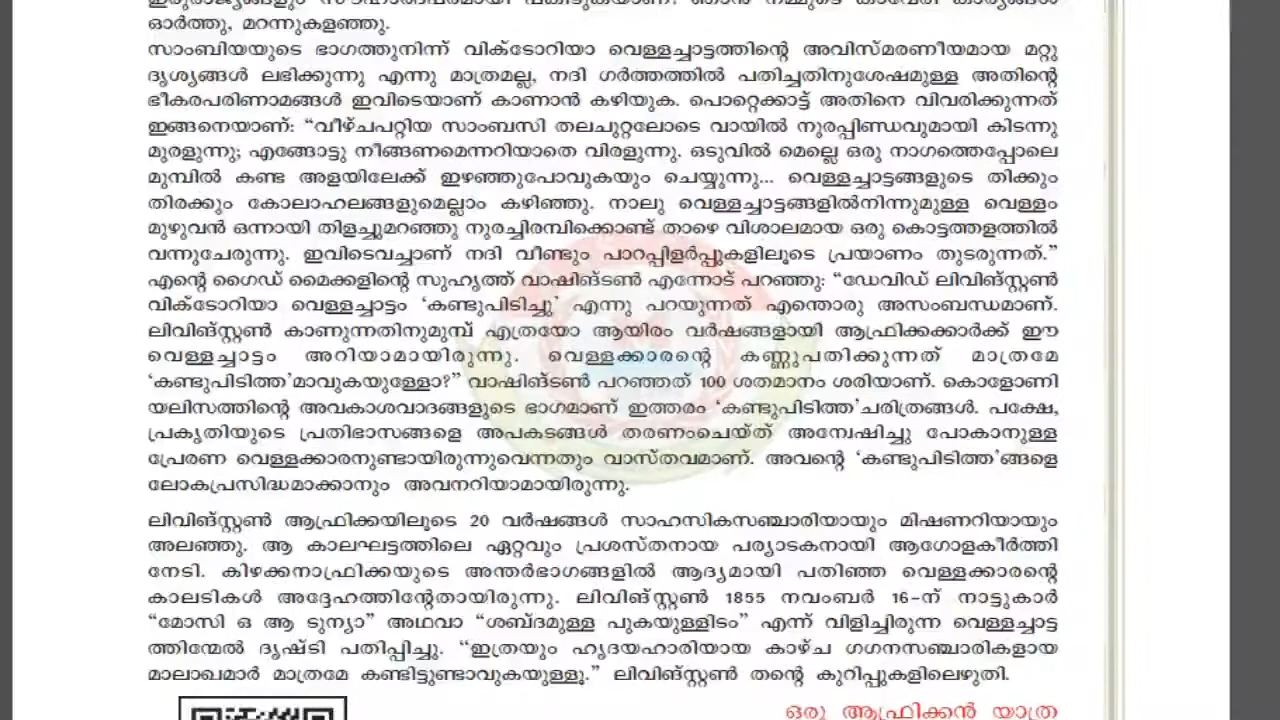 ഓർത്തു, മറന്നുകളഞ്ഞു.
സാംബിയയുടെ ഭാഗത്തുനിന്ന് വിക്ടോറിയാ വെള്ളച്ചാട്ടത്തിന്റെ അവിസ്മരണീയമായ മറ്റു
ദൃശ്യങ്ങൾ ലഭിക്കുന്നു എന്നു മാത്രമല്ല, നദി ഗർത്തത്തിൽ പതിച്ചതിനുശേഷമുള്ള അതിന്റെ
ഭീകരപരിണാമങ്ങൾ ഇവിടെയാണ് കാണാൻ കഴിയുക. പൊറ്റെക്കാട്ട് അതിനെ വിവരിക്കുന്നത്
ഇങ്ങനെയാണ്: “വീഴ്ചപറ്റിയ സാംബസി തലചുറ്റലോടെ വായിൽ നുരപ്പിണ്ഡവുമായി കിടന്നു
മുരളുന്നു; എങ്ങോട്ടു നീങ്ങണമെന്നറിയാതെ വിരളുന്നു. ഒടുവിൽ മെല്ലെ ഒരു നാഗത്തെപ്പോലെ
മുമ്പിൽ കണ്ട അളയിലേക്ക് ഇഴഞ്ഞുപോവുകയും ചെയ്യുന്നു... വെള്ളച്ചാട്ടങ്ങളുടെ തിക്കും
തിരക്കും കോലാഹലങ്ങളുമെല്ലാം കഴിഞ്ഞു. നാലു വെള്ളച്ചാട്ടങ്ങളിൽനിന്നുമുള്ള വെള്ളം
മുഴുവൻ ഒന്നായി തിളച്ചുമറഞ്ഞു നുരച്ചിരമ്പിക്കൊണ്ട് താഴെ വിശാലമായ ഒരു കൊട്ടത്തളത്തിൽ
വന്നുചേരുന്നു. ഇവിടെവച്ചാണ് നദി വീണ്ടും പാറപ്പിളർപ്പുകളിലൂടെ പ്രയാണം തുടരുന്നത്.”
എന്റെ ഗൈഡ് മൈക്കളിന്റെ സുഹൃത്ത് വാഷിങ്ടൺ എന്നോട് പറഞ്ഞു: “ഡേവിഡ് ലിവിങ്സ്റ്റൺ
വിക്ടോറിയാ വെള്ളച്ചാട്ടം ‘കണ്ടുപിടിച്ചു’ എന്നു പറയുന്നത് എന്തൊരു അസംബന്ധമാണ്.
ലിവിങ്സ്റ്റൺ കാണുന്നതിനുമുമ്പ് എത്രയോ ആയിരം വർഷങ്ങളായി ആഫ്രിക്കക്കാർക്ക് ഈ
വെള്ളച്ചാട്ടം അറിയാമായിരുന്നു. വെള്ളക്കാരന്റെ കണ്ണുപതിക്കുന്നത് മാത്രമേ
‘കണ്ടുപിടിത്ത’മാവുകയുള്ളോ?” വാഷിങ്ടൺ പറഞ്ഞത് 100 ശതമാനം ശരിയാണ്. കൊളോണി
യലിസത്തിന്റെ അവകാശവാദങ്ങളുടെ ഭാഗമാണ് ഇത്തരം ‘കണ്ടുപിടിത്ത’ചരിത്രങ്ങൾ. പക്ഷേ,
പ്രകൃതിയുടെ പ്രതിഭാസങ്ങളെ അപകടങ്ങൾ തരണംചെയ്ത് അന്വേഷിച്ചു പോകാനുള്ള
പ്രേരണ വെള്ളക്കാരനുണ്ടായിരുന്നുവെന്നതും വാസ്തവമാണ്. അവന്റെ ‘കണ്ടുപിടിത്ത’ങ്ങളെ
ലോകപ്രസിദ്ധമാക്കാനും അവനറിയാമായിരുന്നു.
ലിവിങ്സ്റ്റൺ ആഫ്രിക്കയിലൂടെ 20 വർഷങ്ങൾ സാഹസികസഞ്ചാരിയായും മിഷണറിയായും
അലഞ്ഞു. ആ കാലഘട്ടത്തിലെ ഏറ്റവും പ്രശസ്തനായ പര്യാടകനായി ആഗോളകീർത്തി
നേടി. കിഴക്കനാഫ്രിക്കയുടെ അന്തർഭാഗങ്ങളിൽ ആദ്യമായി പതിഞ്ഞ വെള്ളക്കാരന്റെ
കാലടികൾ അദ്ദേഹത്തിന്റേതായിരുന്നു. ലിവിങ്സ്റ്റൺ 1855 നവംബർ 16-ന് നാട്ടുകാർ
“മോസി ഒ ആ ടുന്യാ” അഥവാ “ശബ്ദമുള്ള പുകയുള്ളിടം” എന്ന് വിളിച്ചിരുന്ന വെള്ളച്ചാട്ട
ത്തിന്മേൽ ദൃഷ്ടി പതിപ്പിച്ചു. “ഇത്രയും ഹൃദയഹാരിയായ കാഴ്ച ഗഗനസഞ്ചാരികളായ
മാലാഖമാർ മാത്രമേ കണ്ടിട്ടുണ്ടാവുകയുള്ളൂ.” ലിവിങ്സ്റ്റൺ തന്റെ കുറിപ്പുകളിലെഴുതി.
ഒരു ആഫ്രിക്കൻ യാത്ര